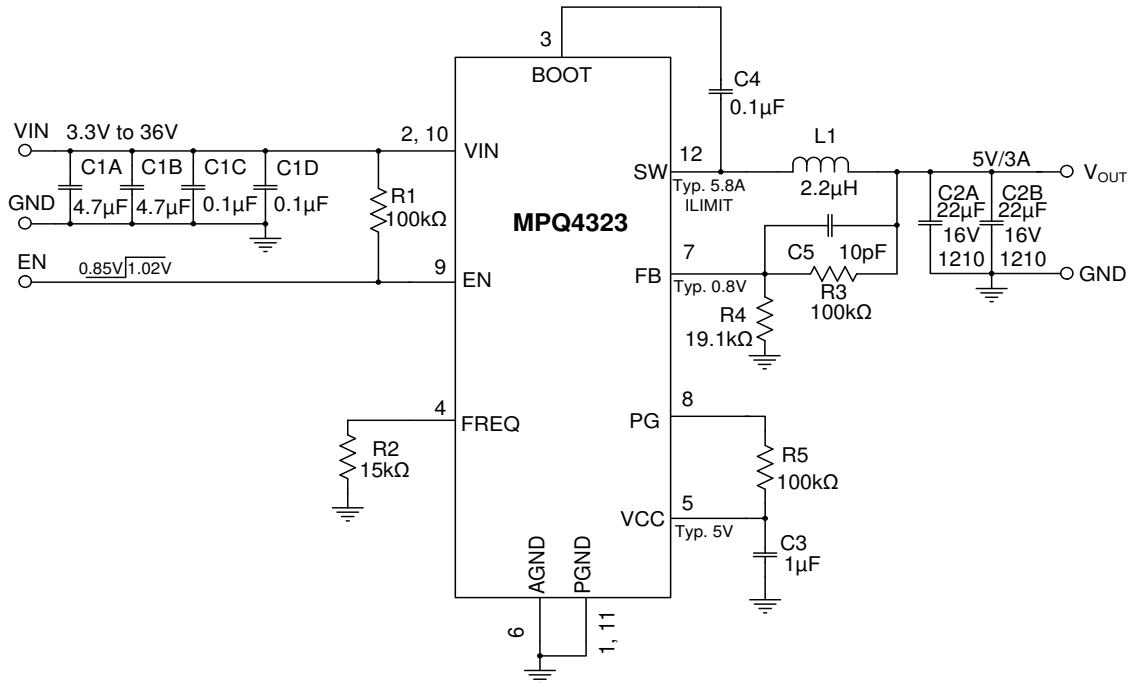 3
BOOT
C4
0.1µF
VIN 3.3V to 36V
2, 10
VIN
C1A C1B C1C C1D
4.7µF 4.7µF 0.1µF 0.1µF
GND
R1
100kΩ
EN
0.85V 1.02V
9
EN
MPQ4323
12
SW
Typ. 5.8A
ILIMIT
L1
2.2µH
5V/3A
VOUT
C2A
22µF
16V
1210
C2B
22µF
16V
1210
GND
C5 10pF
7
FB
Typ. 0.8V
R3
100kΩ
R4
19.1kΩ
4
FREQ
R2
15kΩ
8
PG
R5
100kΩ
5
VCC
Typ. 5V
C3
1µF
AGND
PGND
6
1, 11